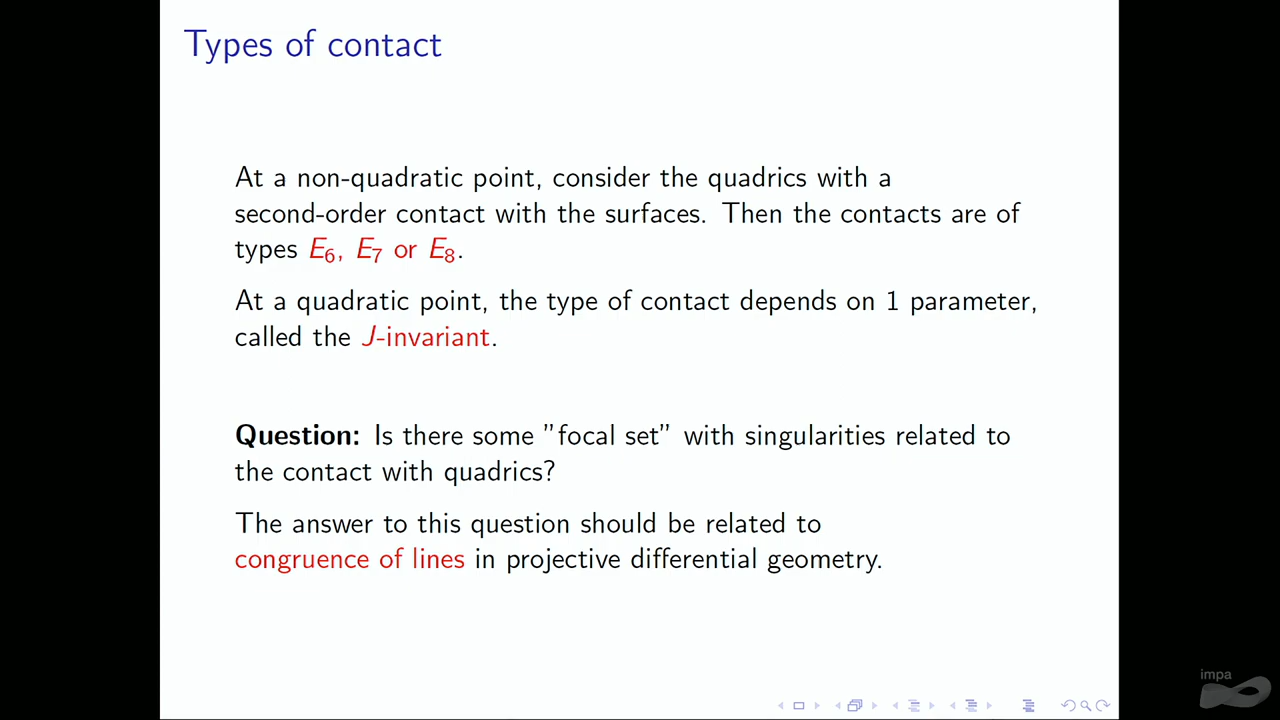 Types of contact
At a non-quadratic point, consider the quadrics with a
second-order contact with the surfaces. Then the contacts are of
types E₆, E₇ or E₈.
At a quadratic point, the type of contact depends on 1 parameter,
called the J-invariant.
Question: Is there some ”focal set” with singularities related to
the contact with quadrics?
The answer to this question should be related to
congruence of lines in projective differential geometry.
impa